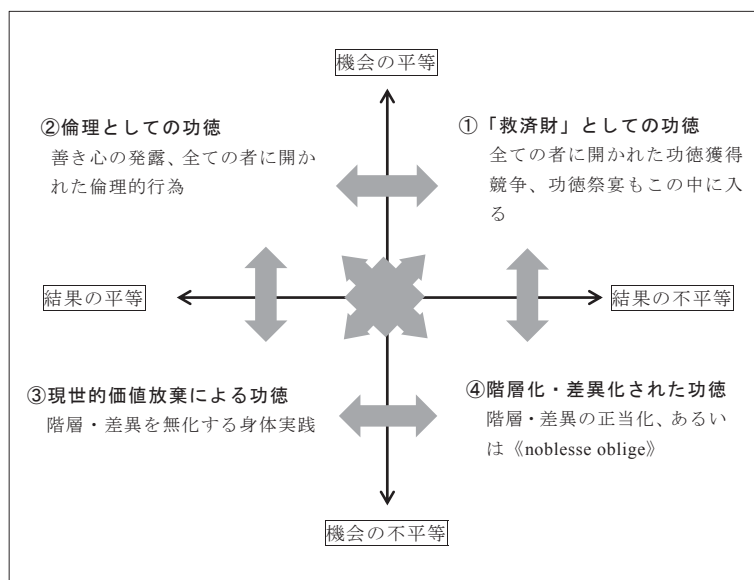 機会の平等
②倫理としての功徳
善き心の発露、全ての者に開か
れた倫理的行為
①「救済財」としての功徳
全ての者に開かれた功徳獲得
競争、功徳祭宴もこの中に入
る
結果の平等
結果の不平等
③現世的価値放棄による功徳
階層・差異を無化する身体実践
④階層化・差異化された功徳
階層・差異の正当化、あるい
は《noblesse oblige》
機会の不平等